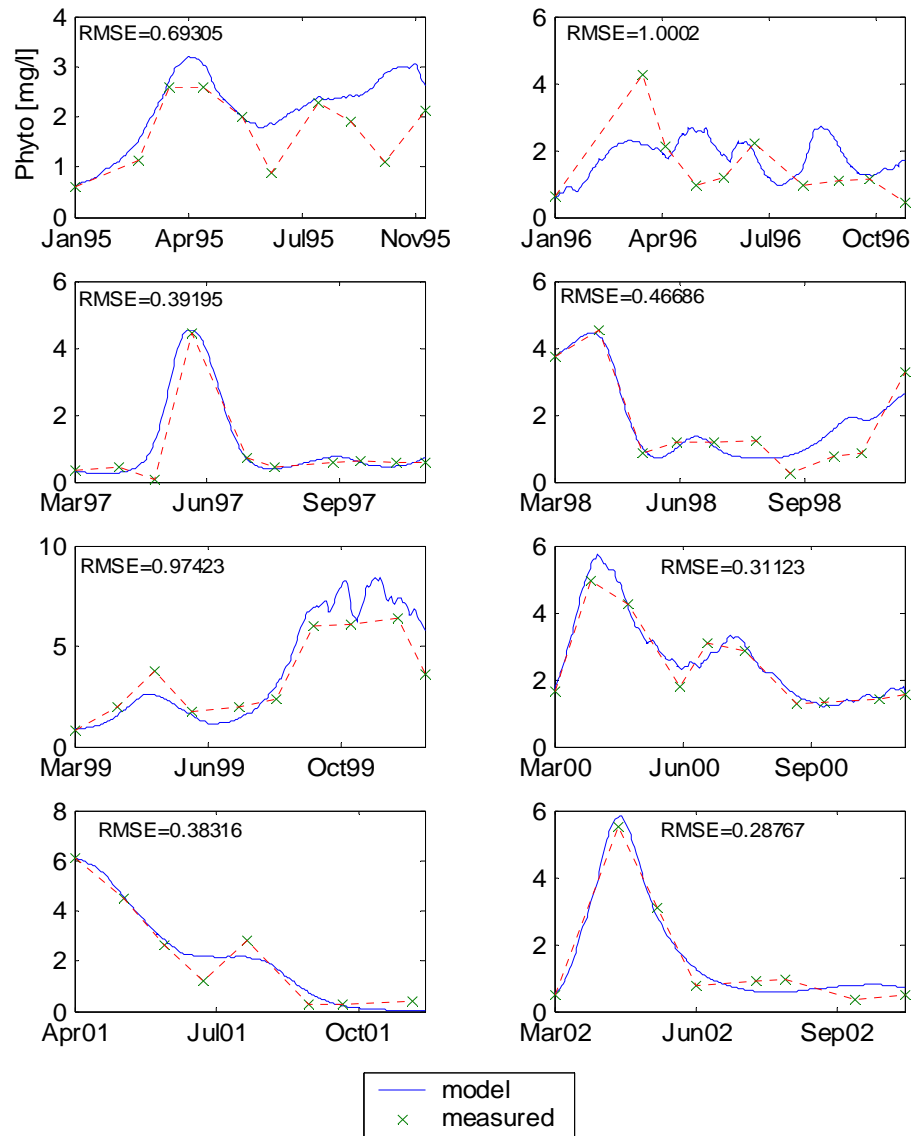 4
RMSE=0.69305
3
2
1
0
Phyto [mg/l]
Jan95 Apr95 Jul95 Nov95
6
RMSE=1.0002
4
2
0
Jan96 Apr96 Jul96 Oct96
6
RMSE=0.39195
4
2
0
Mar97 Jun97 Sep97
6
RMSE=0.46686
4
2
0
Mar98 Jun98 Sep98
10
RMSE=0.97423
5
0
Mar99 Jun99 Oct99
6
RMSE=0.31123
4
2
0
Mar00 Jun00 Sep00
8
RMSE=0.38316
6
4
2
0
Apr01 Jul01 Oct01
6
RMSE=0.28767
4
2
0
Mar02 Jun02 Sep02
model
measured